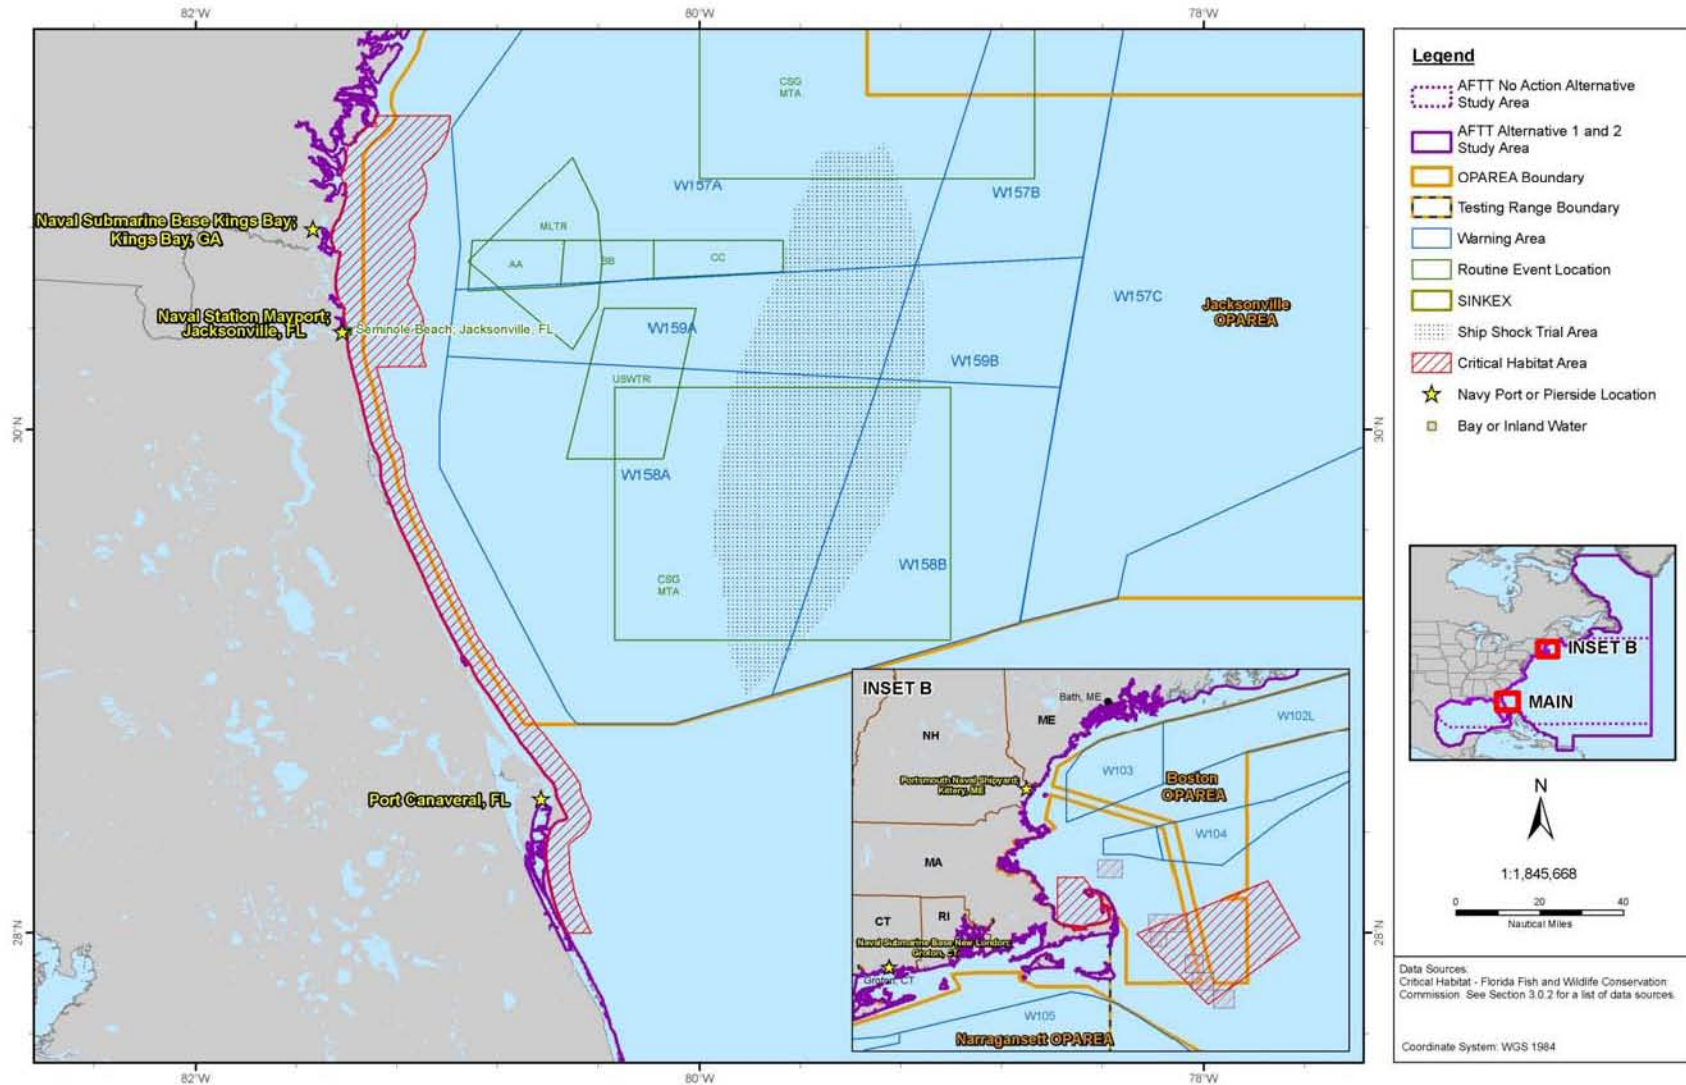 82°W
80°W
78°W
CSG
MTA
W157A
W157B
Naval Submarine Base Kings Bay;
Kings Bay, GA
MLTR
AA
BB
CC
W157C
Jacksonville
OPAREA
Naval Station Mayport;
Jacksonville, FL
Seminole Beach; Jacksonville, FL
W159A
W159B
USWTR
30°N
30°N
W158A
W158B
CSG
MTA
Port Canaveral, FL
28°N
28°N
82°W
80°W
78°W
INSET B
Bath, ME
ME
NH
W102L
W103
Portsmouth Naval Shipyard;
Kittery, ME
Boston
OPAREA
W104
MA
CT
RI
Naval Submarine Base New London;
Groton, CT
Groton, CT
W105
Narragansett OPAREA
Legend
AFTT No Action Alternative
Study Area
AFTT Alternative 1 and 2
Study Area
OPAREA Boundary
Testing Range Boundary
Warning Area
Routine Event Location
SINKEX
Ship Shock Trial Area
Critical Habitat Area
Navy Port or Pierside Location
Bay or Inland Water
INSET B
MAIN
N
1:1,845,668
0 20 40
Nautical Miles
Data Sources:
Critical Habitat - Florida Fish and Wildlife Conservation
Commission See Section 3.0.2 for a list of data sources.
Coordinate System: WGS 1984